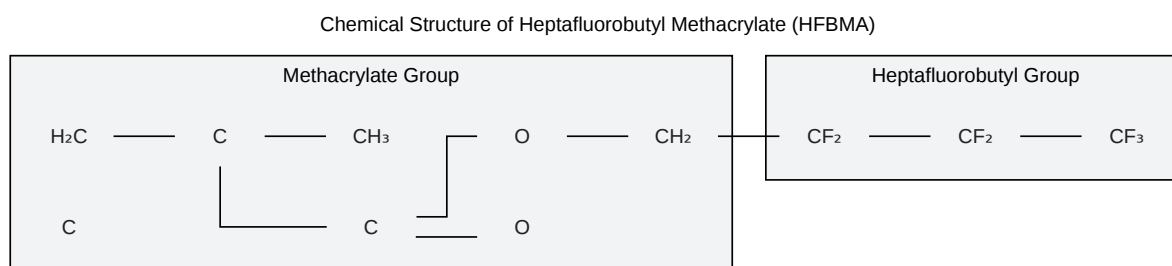 Chemical Structure of Heptafluorobutyl Methacrylate (HFBMA)
Methacrylate Group
Heptafluorobutyl Group
H₂C C CH₃ O CH₂ CF₂ CF₂ CF₃
C C O